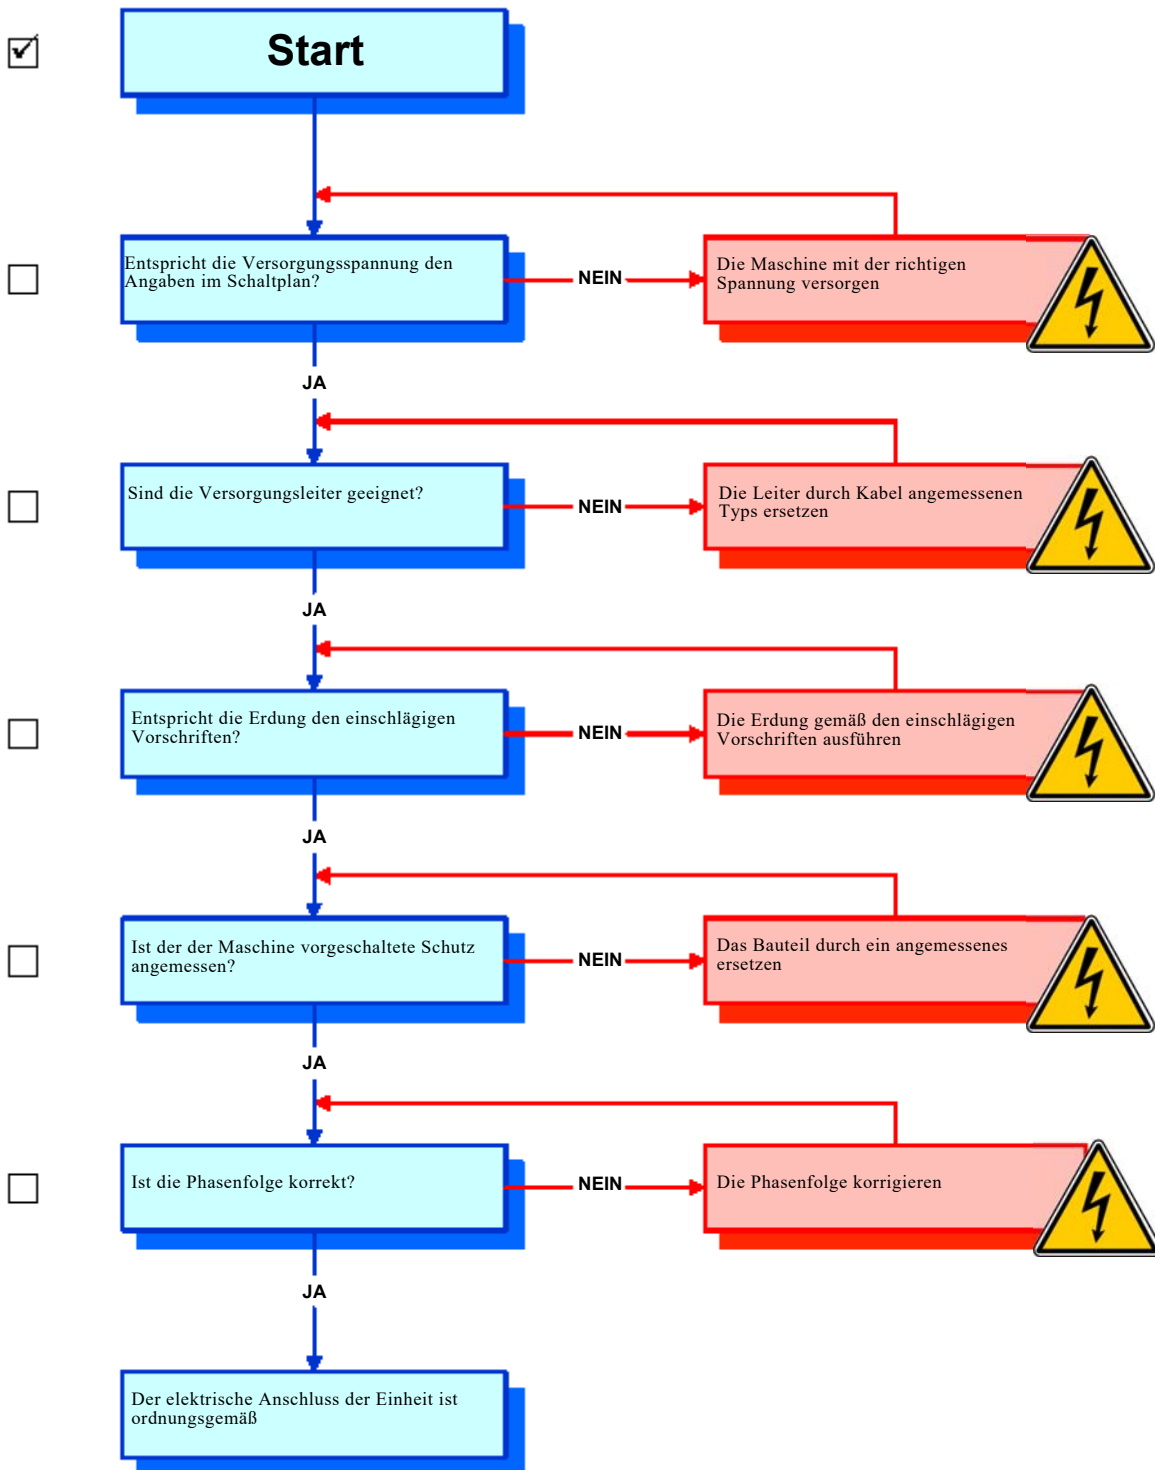 Start
Entspricht die Versorgungsspannung den
Angaben im Schaltplan?
NEIN
Die Maschine mit der richtigen
Spannung versorgen
JA
Sind die Versorgungsleiter geeignet?
NEIN
Die Leiter durch Kabel angemessenen
Typs ersetzen
JA
Entspricht die Erdung den einschlägigen
Vorschriften?
NEIN
Die Erdung gemäß den einschlägigen
Vorschriften ausführen
JA
Ist der der Maschine vorgeschaltete Schutz
angemessen?
NEIN
Das Bauteil durch ein angemessenes
ersetzen
JA
Ist die Phasenfolge korrekt?
NEIN
Die Phasenfolge korrigieren
JA
Der elektrische Anschluss der Einheit ist
ordnungsgemäß